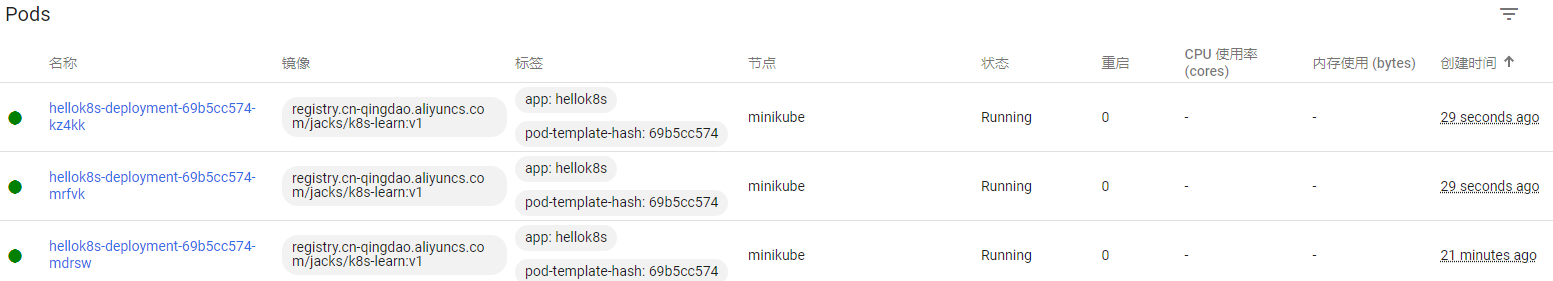 Pods
名称 镜像 标签 节点 状态 重启 CPU 使用率 (cores) 内存使用 (bytes) 创建时间
hellok8s-deployment-69b5cc574-
kz4kk
registry.cn-qingdao.aliyuncs.co
m/jacks/k8s-learn:v1
app: hellok8s
pod-template-hash: 69b5cc574
minikube
Running
0
-
-
29 seconds ago
hellok8s-deployment-69b5cc574-
mrfvk
registry.cn-qingdao.aliyuncs.co
m/jacks/k8s-learn:v1
app: hellok8s
pod-template-hash: 69b5cc574
minikube
Running
0
-
-
29 seconds ago
hellok8s-deployment-69b5cc574-
mdrsw
registry.cn-qingdao.aliyuncs.co
m/jacks/k8s-learn:v1
app: hellok8s
pod-template-hash: 69b5cc574
minikube
Running
0
-
-
21 minutes ago